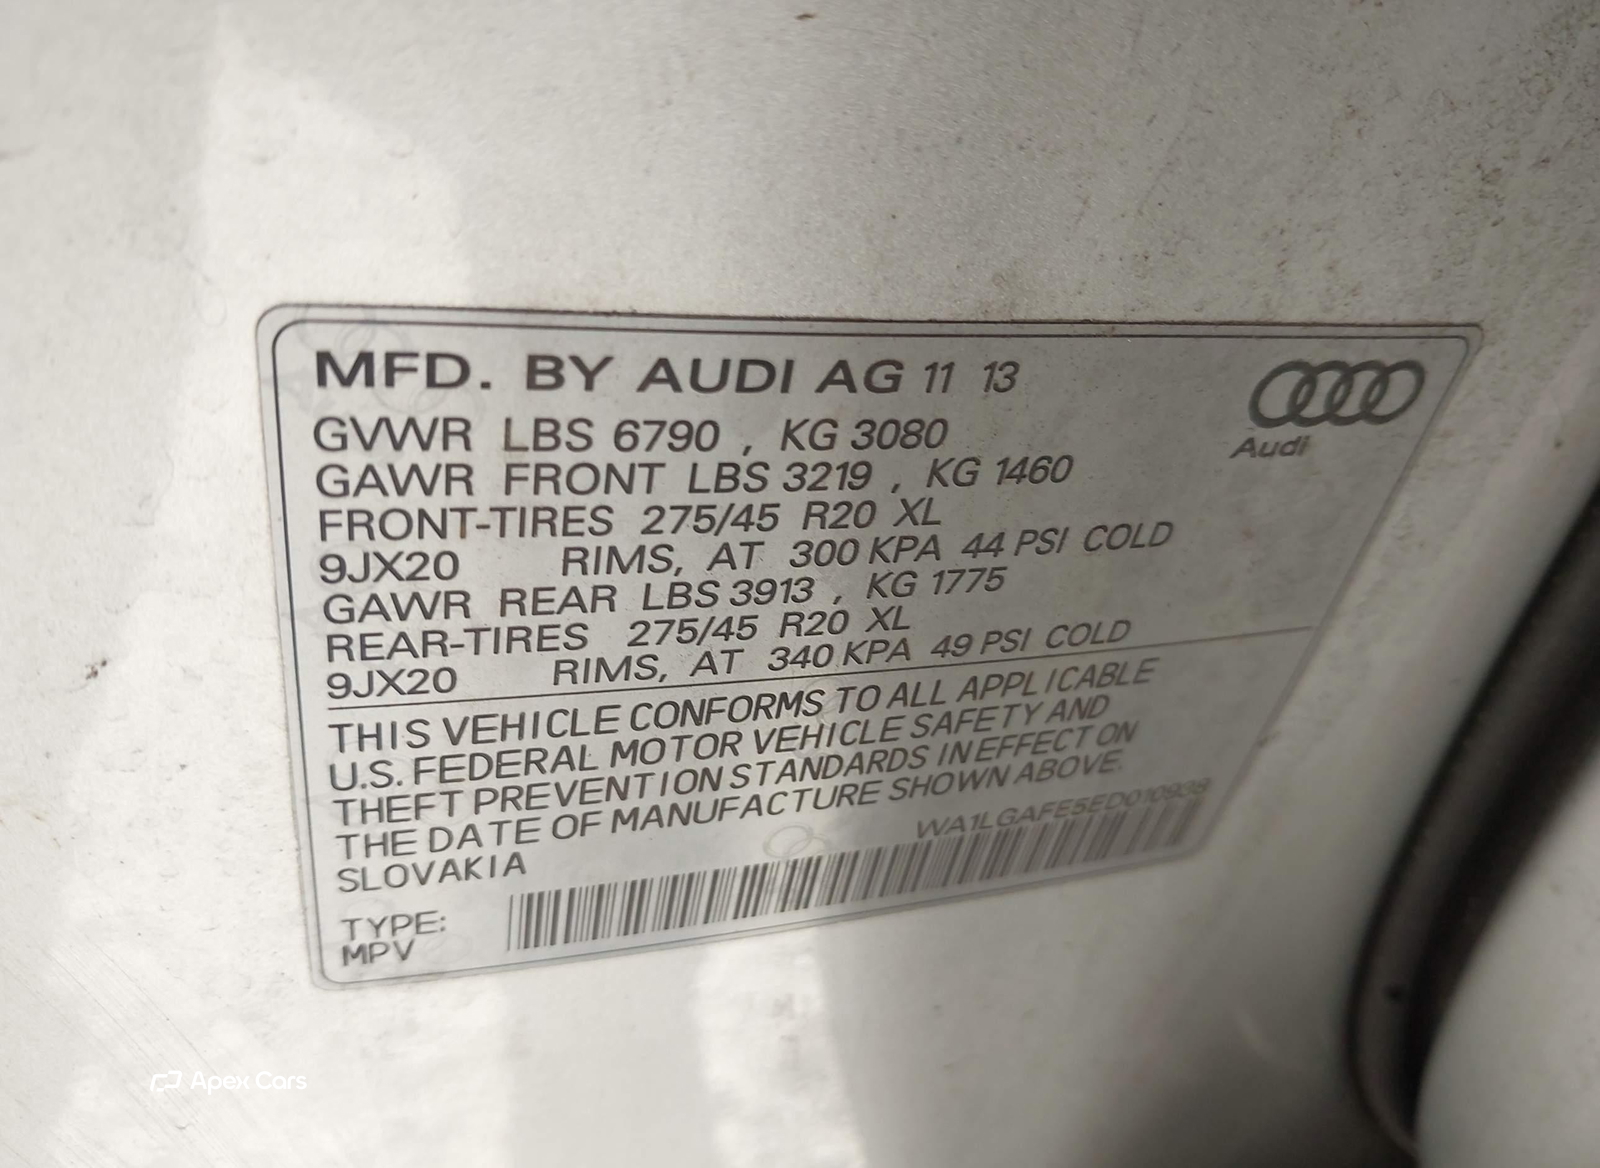 MFD. BY AUDI AG 11 13
Audi
GVWR LBS 6790 , KG 3080
GAWR FRONT LBS 3219 , KG 1460
FRONT-TIRES 275/45 R20 XL
9JX20 RIMS, AT 300 KPA 44 PSI COLD
GAWR REAR LBS 3913 , KG 1775
REAR-TIRES 275/45 R20 XL
9JX20 RIMS, AT 340 KPA 49 PSI COLD
THIS VEHICLE CONFORMS TO ALL APPLICABLE
U.S. FEDERAL MOTOR VEHICLE SAFETY AND
THEFT PREVENTION STANDARDS IN EFFECT ON
THE DATE OF MANUFACTURE SHOWN ABOVE.
SLOVAKIA
TYPE:
MPV
Apex Cars